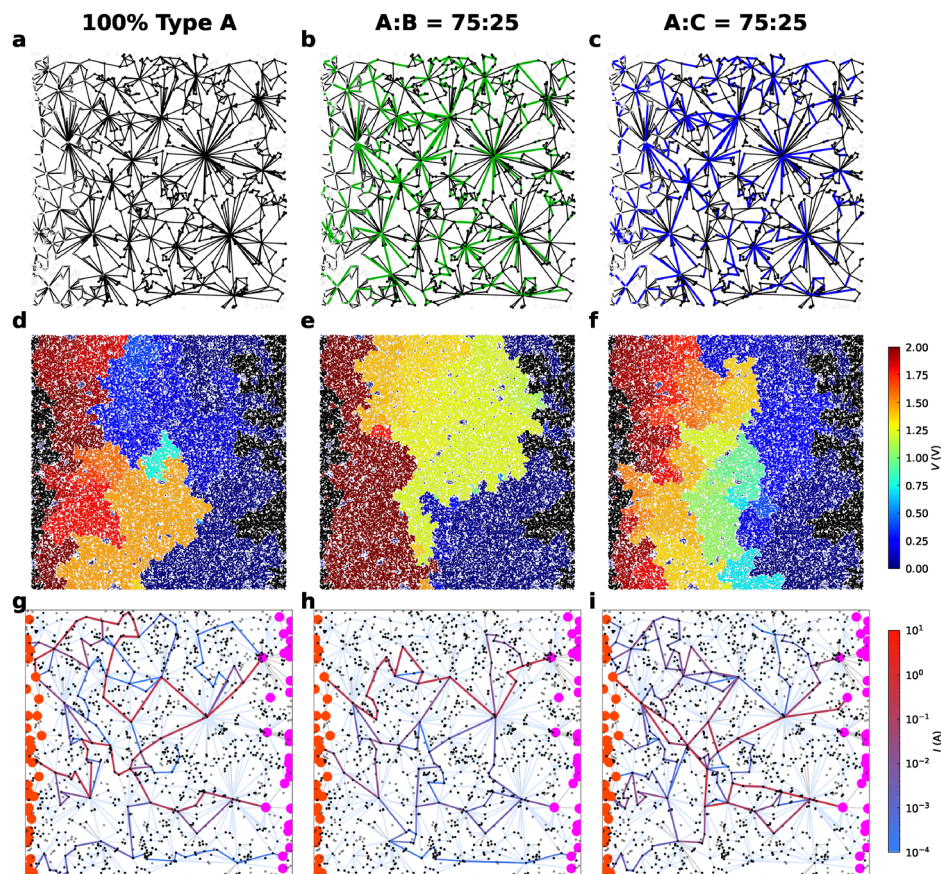 100% Type A
A:B = 75:25
A:C = 75:25
a
b
c
d
e
f
2.00
1.75
1.50
1.25
1.00
0.75
0.50
0.25
0.00
V (V)
g
h
i
10¹
10⁰
10⁻¹
10⁻²
10⁻³
10⁻⁴
I (A)